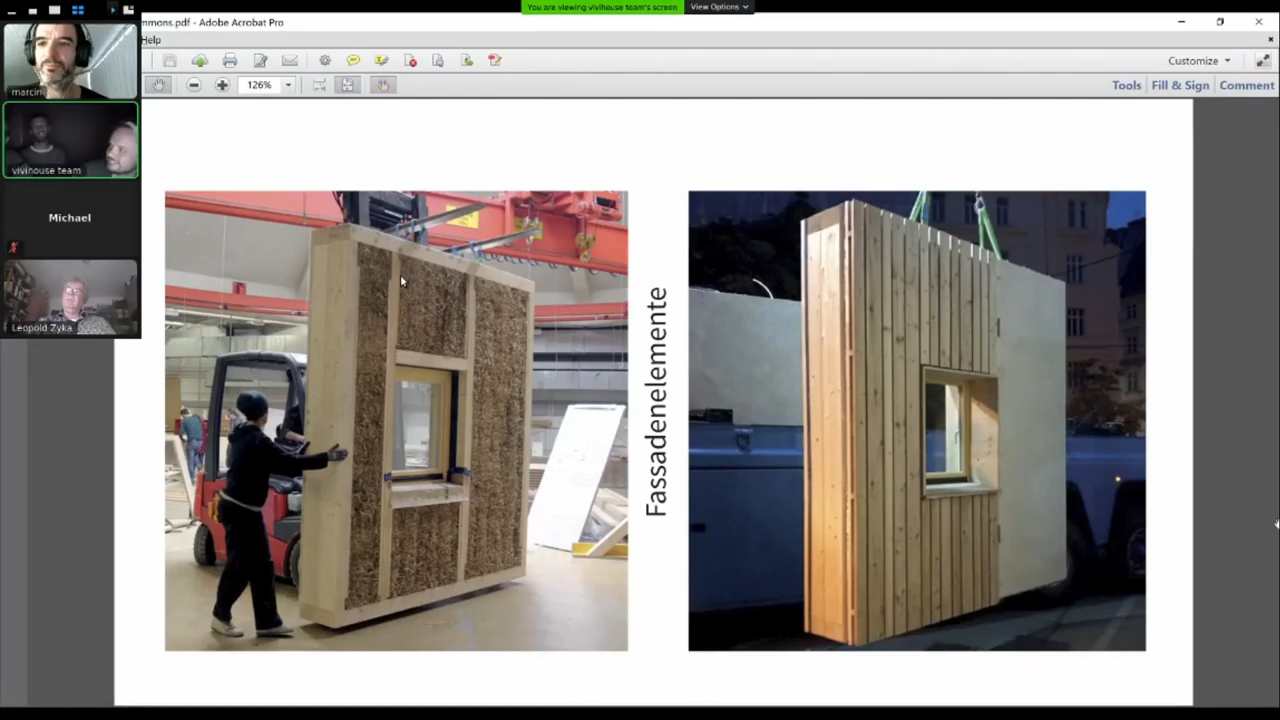 You are viewing vivihouse team's screen
View Options
mmons.pdf - Adobe Acrobat Pro
Help
Customize
126%
Tools
Fill & Sign
Comment
marcin
vivihouse team
Michael
Leopold Zyka
Fassadenelemente